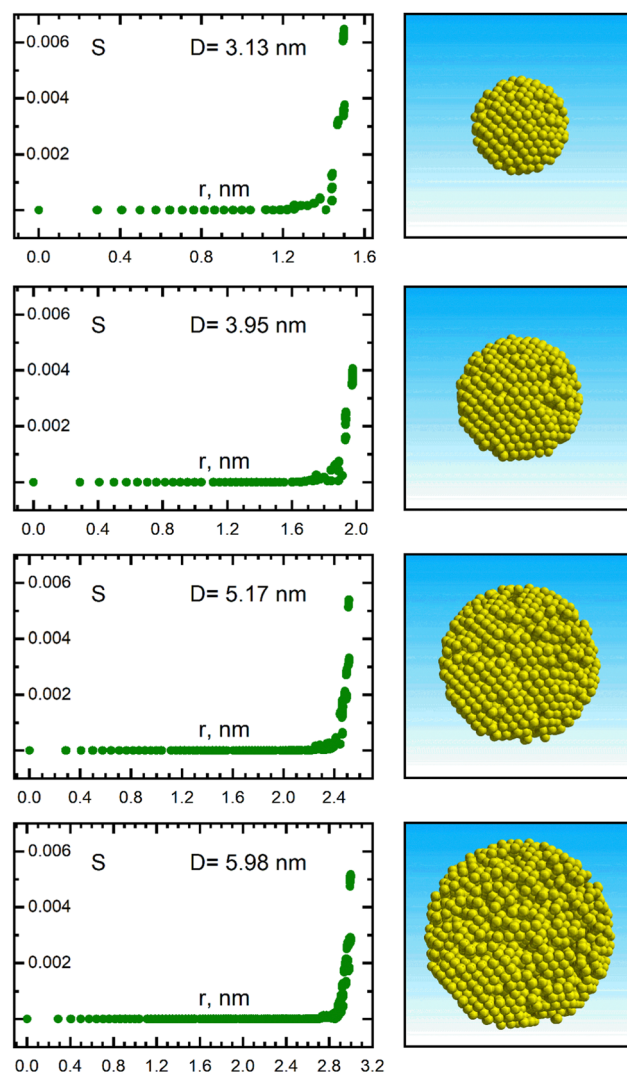 0.006
S D= 3.13 nm
0.004
0.002
r, nm
0.0 0.4 0.8 1.2 1.6
0.006
S D= 3.95 nm
0.004
0.002
r, nm
0.0 0.4 0.8 1.2 1.6 2.0
0.006
S D= 5.17 nm
0.004
0.002
r, nm
0.0 0.4 0.8 1.2 1.6 2.0 2.4
0.006
S D= 5.98 nm
0.004
0.002
r, nm
0.0 0.4 0.8 1.2 1.6 2.0 2.4 2.8 3.2